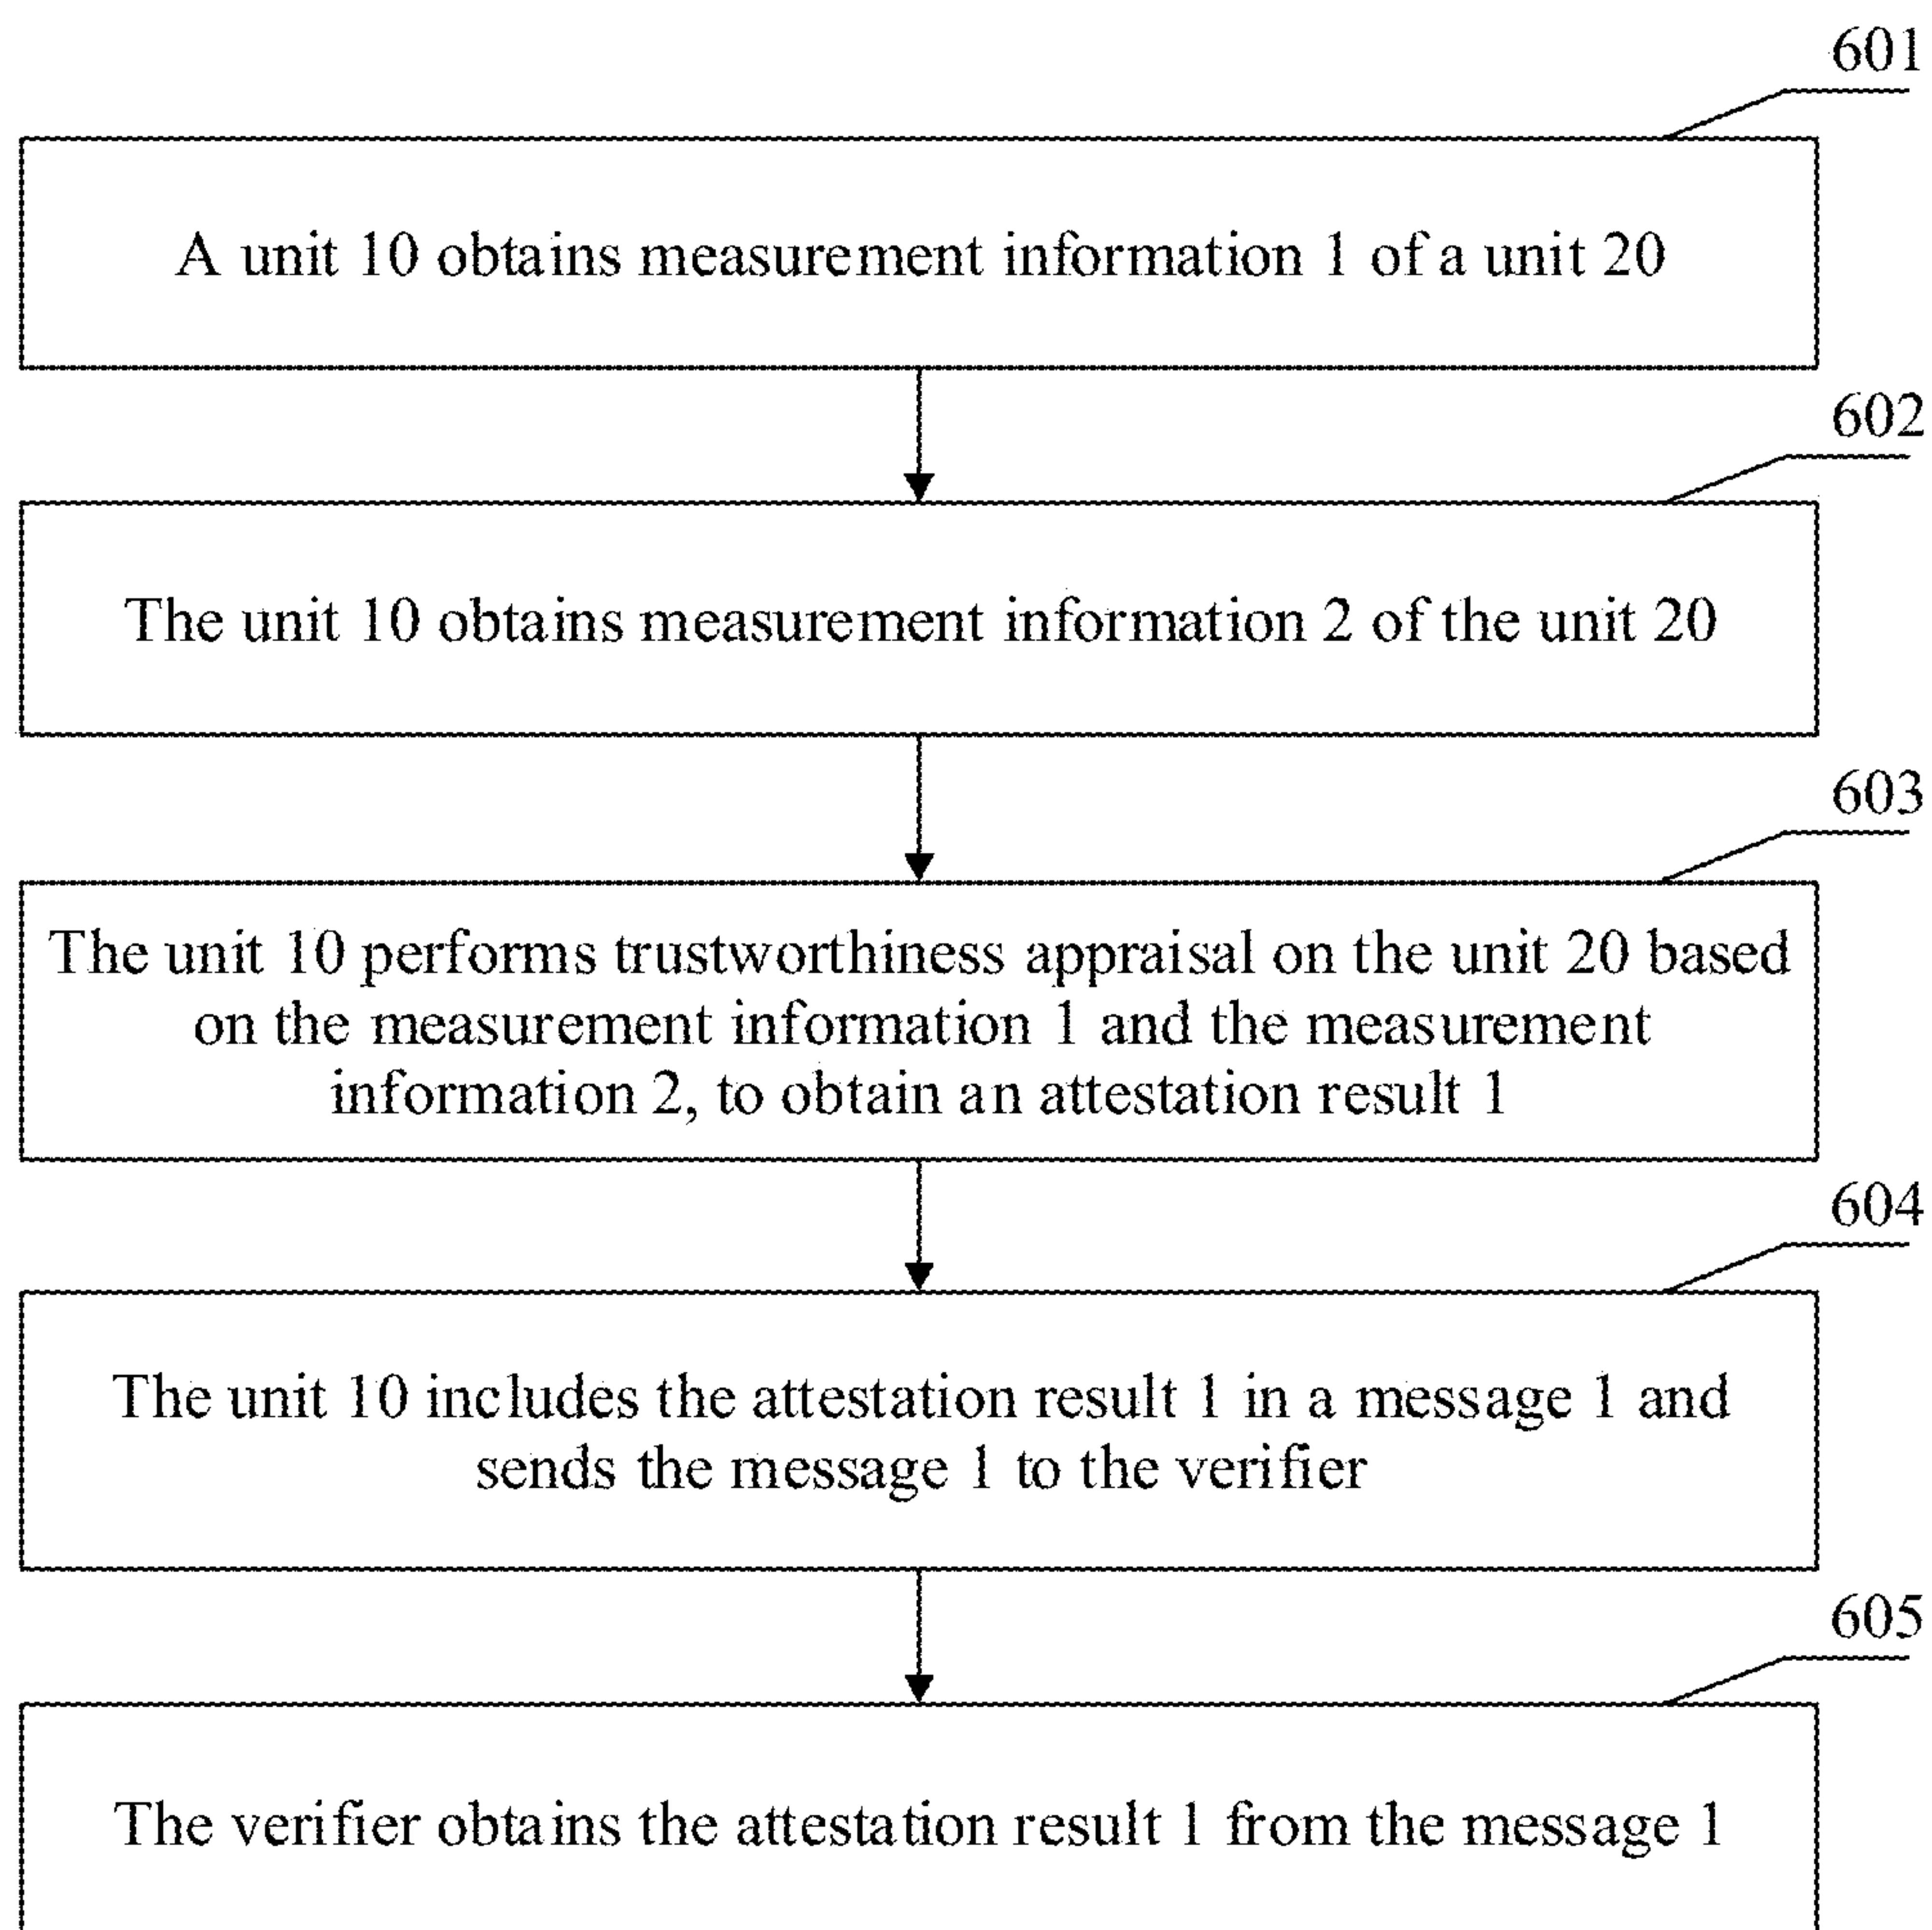 601
A unit 10 obtains measurement information 1 of a unit 20
602
The unit 10 obtains measurement information 2 of the unit 20
603
The unit 10 performs trustworthiness appraisal on the unit 20 based
on the measurement information 1 and the measurement
information 2, to obtain an attestation result 1
604
The unit 10 includes the attestation result 1 in a message 1 and
sends the message 1 to the verifier
605
The verifier obtains the attestation result 1 from the message 1